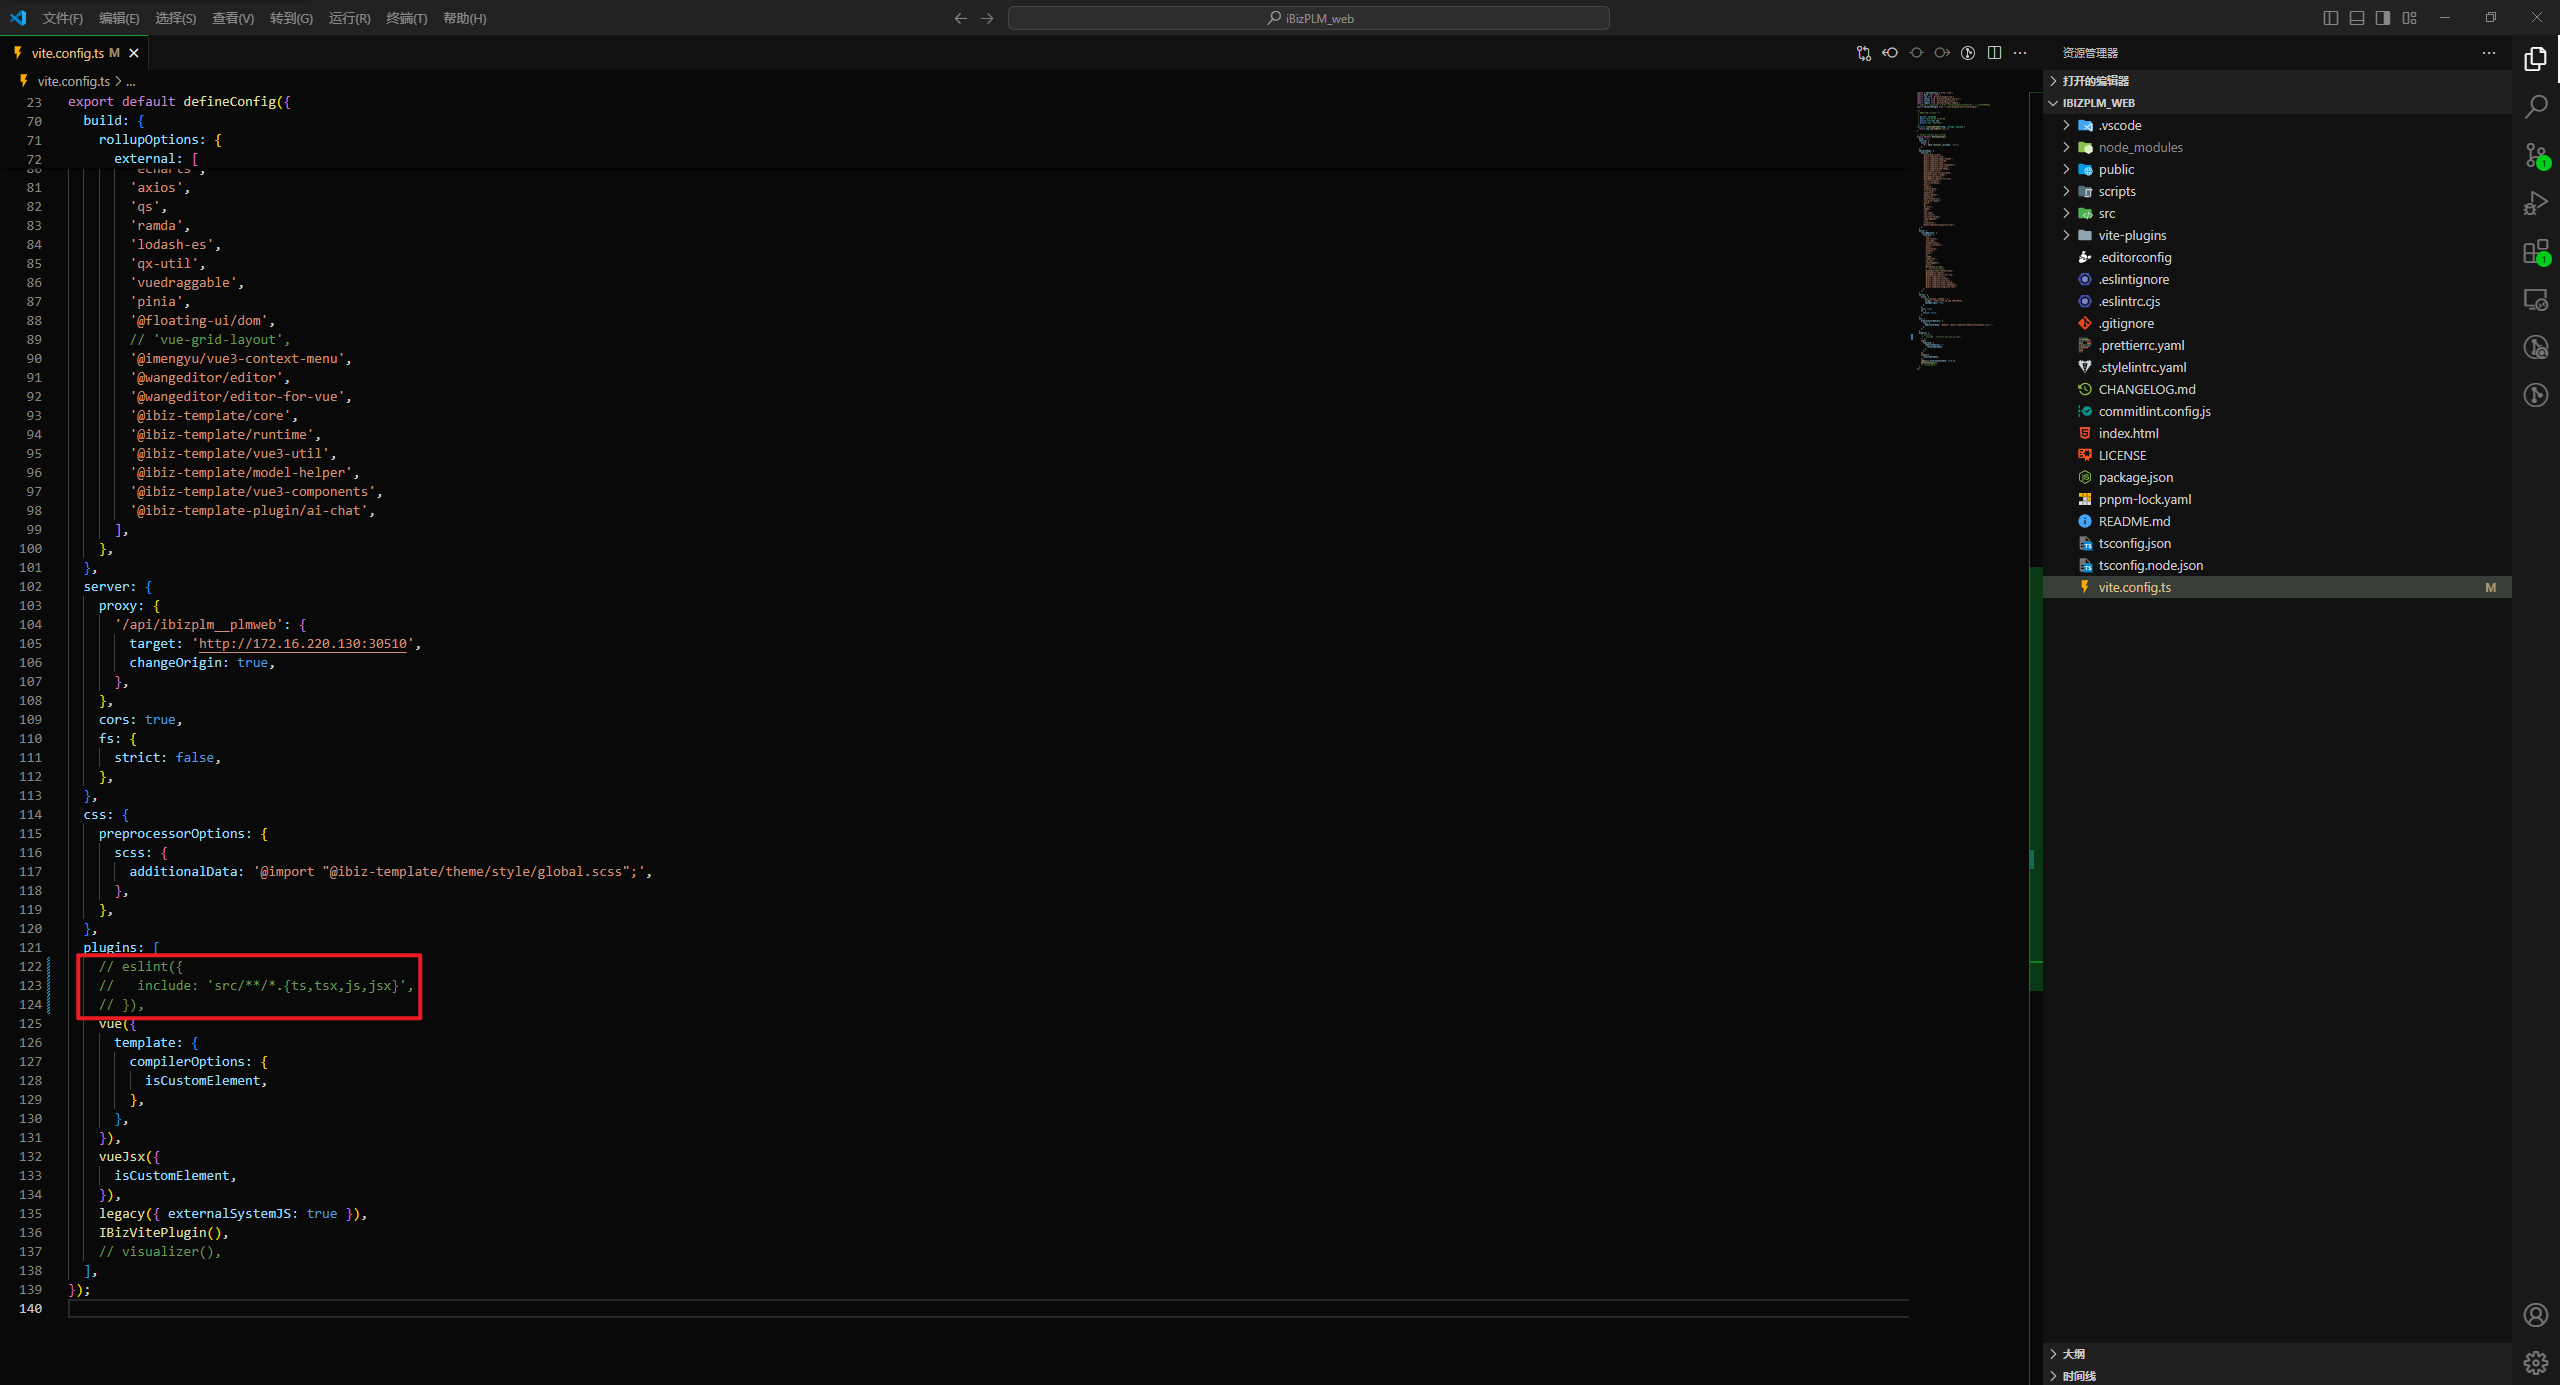 文件(F) 编辑(E) 选择(S) 查看(V) 转到(G) 运行(R) 终端(T) 帮助(H)
iBizPLM_web
vite.config.ts M
vite.config.ts > ...
23 export default defineConfig({
70 build: {
71 rollupOptions: {
72 external: [
80 'echarts',
81 'axios',
82 'qs',
83 'ramda',
84 'lodash-es',
85 'qx-util',
86 'vuedraggable',
87 'pinia',
88 '@floating-ui/dom',
89 // 'vue-grid-layout',
90 '@imengyu/vue3-context-menu',
91 '@wangeditor/editor',
92 '@wangeditor/editor-for-vue',
93 '@ibiz-template/core',
94 '@ibiz-template/runtime',
95 '@ibiz-template/vue3-util',
96 '@ibiz-template/model-helper',
97 '@ibiz-template/vue3-components',
98 '@ibiz-template-plugin/ai-chat',
99 ],
100 },
101 },
102 server: {
103 proxy: {
104 '/api/ibizplm__plmweb': {
105 target: 'http://172.16.220.130:30510',
106 changeOrigin: true,
107 },
108 },
109 cors: true,
110 fs: {
111 strict: false,
112 },
113 },
114 css: {
115 preprocessorOptions: {
116 scss: {
117 additionalData: '@import "@ibiz-template/theme/style/global.scss";',
118 },
119 },
120 },
121 plugins: [
122 // eslint({
123 //   include: 'src/**/*.{ts,tsx,js,jsx}',
124 // }),
125 vue({
126 template: {
127 compilerOptions: {
128 isCustomElement,
129 },
130 },
131 }),
132 vueJsx({
133 isCustomElement,
134 }),
135 legacy({ externalSystemJS: true }),
136 IBizVitePlugin(),
137 // visualizer(),
138 ],
139 });
140
资源管理器
打开的编辑器
IBIZPLM_WEB
.vscode
node_modules
public
scripts
src
vite-plugins
.editorconfig
.eslintignore
.eslintrc.cjs
.gitignore
.prettierrc.yaml
.stylelintrc.yaml
CHANGELOG.md
commitlint.config.js
index.html
LICENSE
package.json
pnpm-lock.yaml
README.md
tsconfig.json
tsconfig.node.json
vite.config.ts M
大纲
时间线
1
1